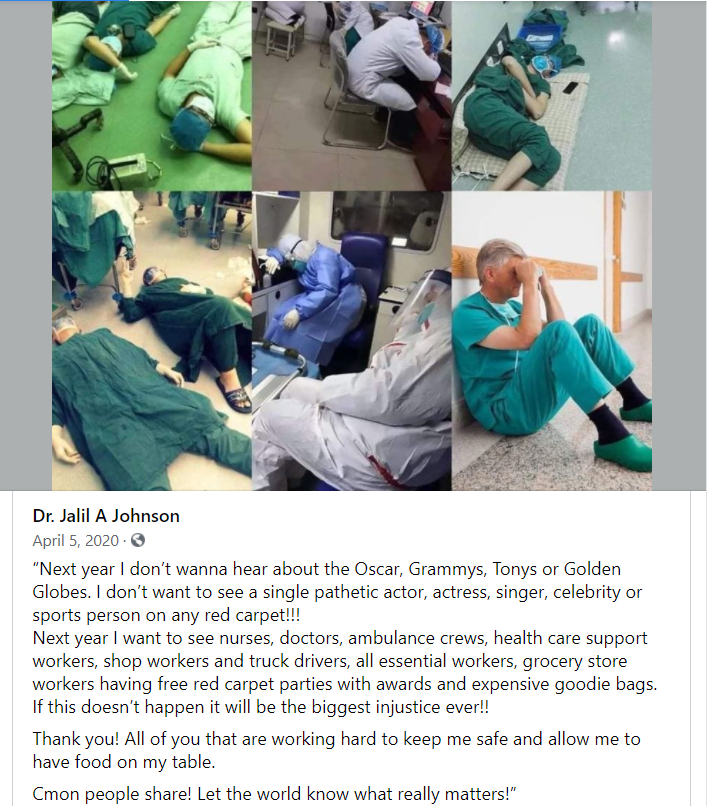 Dr. Jalil A Johnson
April 5, 2020 ·
“Next year I don’t wanna hear about the Oscar, Grammys, Tonys or Golden
Globes. I don’t want to see a single pathetic actor, actress, singer, celebrity or
sports person on any red carpet!!!
Next year I want to see nurses, doctors, ambulance crews, health care support
workers, shop workers and truck drivers, all essential workers, grocery store
workers having free red carpet parties with awards and expensive goodie bags.
If this doesn’t happen it will be the biggest injustice ever!!
Thank you! All of you that are working hard to keep me safe and allow me to
have food on my table.
Cmon people share! Let the world know what really matters!”